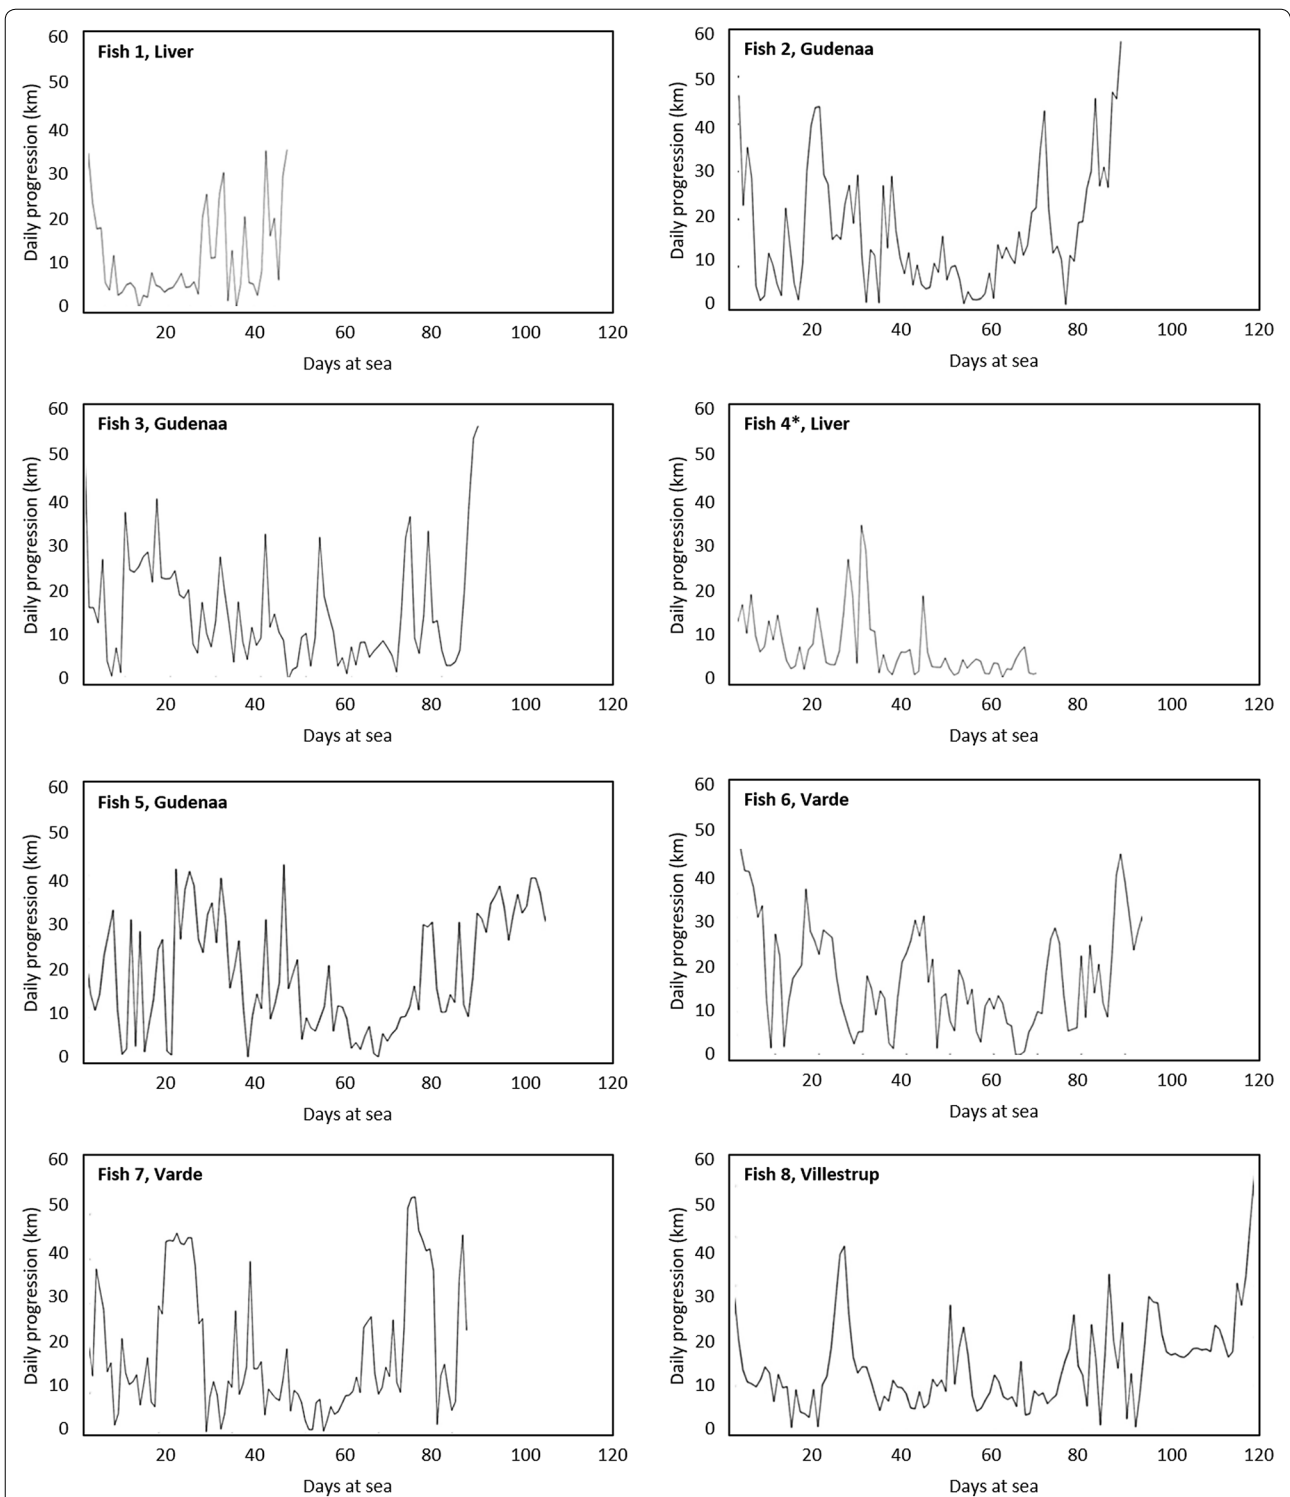 Fish 1, Liver
Daily progression (km)
60
50
40
30
20
10
0
20 40 60 80 100 120
Days at sea
Fish 2, Gudenaa
Daily progression (km)
60
50
40
30
20
10
0
20 40 60 80 100 120
Days at sea
Fish 3, Gudenaa
Daily progression (km)
60
50
40
30
20
10
0
20 40 60 80 100 120
Days at sea
Fish 4*, Liver
Daily progression (km)
60
50
40
30
20
10
0
20 40 60 80 100 120
Days at sea
Fish 5, Gudenaa
Daily progression (km)
60
50
40
30
20
10
0
20 40 60 80 100 120
Days at sea
Fish 6, Varde
Daily progression (km)
60
50
40
30
20
10
0
20 40 60 80 100 120
Days at sea
Fish 7, Varde
Daily progression (km)
60
50
40
30
20
10
0
20 40 60 80 100 120
Days at sea
Fish 8, Villestrup
Daily progression (km)
60
50
40
30
20
10
0
20 40 60 80 100 120
Days at sea